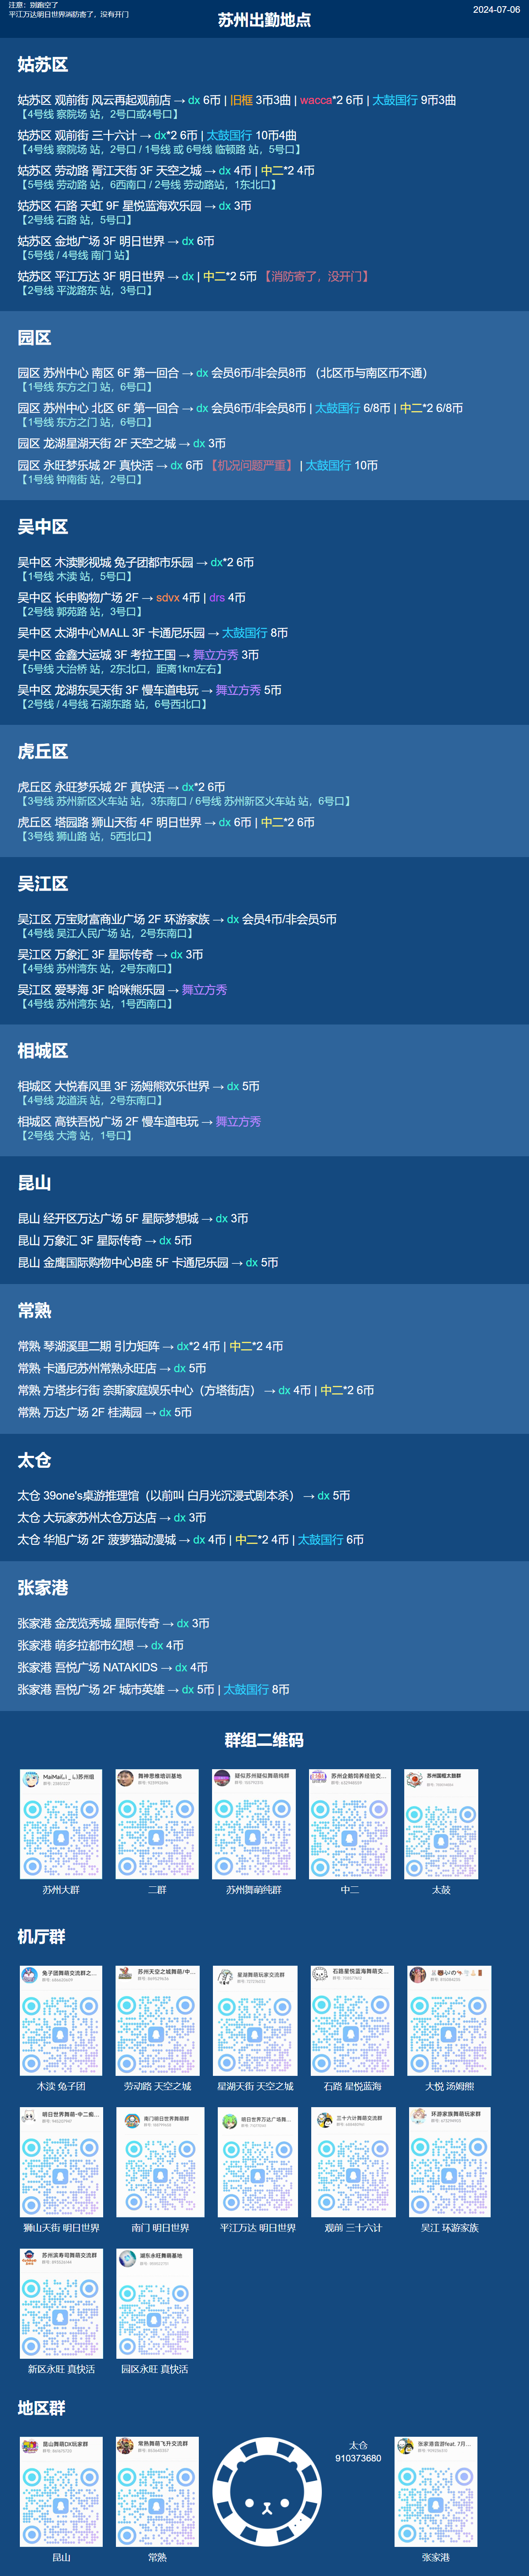 注意：别跑空了
平江万达明日世界消防寄了，没有开门
苏州出勤地点
2024-07-06
姑苏区
姑苏区 观前街 风云再起观前店 → dx 6币 | 旧框 3币3曲 | wacca*2 6币 | 太鼓国行 9币3曲
【4号线 察院场 站，2号口或4号口】
姑苏区 观前街 三十六计 → dx*2 6币 | 太鼓国行 10币4曲
【4号线 察院场 站，2号口 / 1号线 或 6号线 临顿路 站，5号口】
姑苏区 劳动路 胥江天街 3F 天空之城 → dx 4币 | 中二*2 4币
【5号线 劳动路 站，6西南口 / 2号线 劳动路站，1东北口】
姑苏区 石路 天虹 9F 星悦蓝海欢乐园 → dx 3币
【2号线 石路 站，5号口】
姑苏区 金地广场 3F 明日世界 → dx 6币
【5号线 / 4号线 南门 站】
姑苏区 平江万达 3F 明日世界 → dx | 中二*2 5币 【消防寄了，没开门】
【2号线 平泷路东 站，3号口】
园区
园区 苏州中心 南区 6F 第一回合 → dx 会员6币/非会员8币 （北区币与南区币不通）
【1号线 东方之门 站，6号口】
园区 苏州中心 北区 6F 第一回合 → dx 会员6币/非会员8币 | 太鼓国行 6/8币 | 中二*2 6/8币
【1号线 东方之门 站，6号口】
园区 龙湖星湖天街 2F 天空之城 → dx 3币
园区 永旺梦乐城 2F 真快活 → dx 6币 【机况问题严重】 | 太鼓国行 10币
【1号线 钟南街 站，2号口】
吴中区
吴中区 木渎影视城 兔子团都市乐园 → dx*2 6币
【1号线 木渎 站，5号口】
吴中区 长申购物广场 2F → sdvx 4币 | drs 4币
【2号线 郭苑路 站，3号口】
吴中区 太湖中心MALL 3F 卡通尼乐园 → 太鼓国行 8币
吴中区 金鑫大运城 3F 考拉王国 → 舞立方秀 3币
【5号线 大治桥 站，2东北口，距离1km左右】
吴中区 龙湖东吴天街 3F 慢车道电玩 → 舞立方秀 5币
【2号线 / 4号线 石湖东路 站，6号西北口】
虎丘区
虎丘区 永旺梦乐城 2F 真快活 → dx*2 6币
【3号线 苏州新区火车站 站，3东南口 / 6号线 苏州新区火车站 站，6号口】
虎丘区 塔园路 狮山天街 4F 明日世界 → dx 6币 | 中二*2 6币
【3号线 狮山路 站，5西北口】
吴江区
吴江区 万宝财富商业广场 2F 环游家族 → dx 会员4币/非会员5币
【4号线 吴江人民广场 站，2号东南口】
吴江区 万象汇 3F 星际传奇 → dx 3币
【4号线 苏州湾东 站，2号东南口】
吴江区 爱琴海 3F 哈咪熊乐园 → 舞立方秀
【4号线 苏州湾东 站，1号西南口】
相城区
相城区 大悦春风里 3F 汤姆熊欢乐世界 → dx 5币
【4号线 龙道浜 站，2号东南口】
相城区 高铁吾悦广场 2F 慢车道电玩 → 舞立方秀
【2号线 大湾 站，1号口】
昆山
昆山 经开区万达广场 5F 星际梦想城 → dx 3币
昆山 万象汇 3F 星际传奇 → dx 5币
昆山 金鹰国际购物中心B座 5F 卡通尼乐园 → dx 5币
常熟
常熟 琴湖溪里二期 引力矩阵 → dx*2 4币 | 中二*2 4币
常熟 卡通尼苏州常熟永旺店 → dx 5币
常熟 方塔步行街 奈斯家庭娱乐中心（方塔街店） → dx 4币 | 中二*2 6币
常熟 万达广场 2F 桂满园 → dx 5币
太仓
太仓 39one's桌游推理馆（以前叫 白月光沉浸式剧本杀） → dx 5币
太仓 大玩家苏州太仓万达店 → dx 3币
太仓 华旭广场 2F 菠萝猫动漫城 → dx 4币 | 中二*2 4币 | 太鼓国行 6币
张家港
张家港 金茂览秀城 星际传奇 → dx 3币
张家港 萌多拉都市幻想 → dx 4币
张家港 吾悦广场 NATAKIDS → dx 4币
张家港 吾悦广场 2F 城市英雄 → dx 5币 | 太鼓国行 8币
群组二维码
舞神思维培训基地
疑似苏州疑似舞萌纯群
中二企鹅饲养经验交...
苏州国框太鼓群
苏州大群
二群
苏州舞萌纯群
中二
太鼓
机厅群
兔子团舞萌交流群之...
苏州天空之城舞萌/中...
星湖舞萌玩家交流群
石路星悦蓝海舞萌交...
木渎 兔子团
劳动路 天空之城
星湖天街 天空之城
石路 星悦蓝海
大悦 汤姆熊
明日世界舞萌-中二船...
南门明日世界舞萌群
明日世界万达广场舞...
三十六计舞萌交流群
环游家族舞萌玩家群
狮山天街 明日世界
南门 明日世界
平江万达 明日世界
观前 三十六计
吴江 环游家族
苏州滨寿司舞萌交流群
湖东永旺舞萌基地
新区永旺 真快活
园区永旺 真快活
地区群
昆山舞萌DX玩家群
常熟舞萌飞升交流群
太仓
910373680
张家港音游feat. 7月...
昆山
常熟
张家港